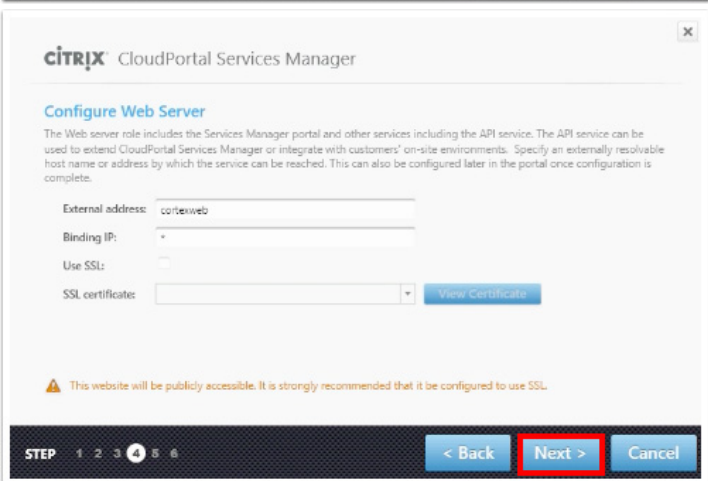 CITRIX CloudPortal Services Manager
Configure Web Server
The Web server role includes the Services Manager portal and other services including the API service. The API service can be
used to extend CloudPortal Services Manager or integrate with customers' on-site environments. Specify an externally resolvable
host name or address by which the service can be reached. This can also be configured later in the portal once configuration is
complete.
External address: cortexweb
Binding IP: *
Use SSL:
SSL certificate: View Certificate
This website will be publicly accessible. It is strongly recommended that it be configured to use SSL.
STEP 1 2 3 4 5 6 < Back Next > Cancel